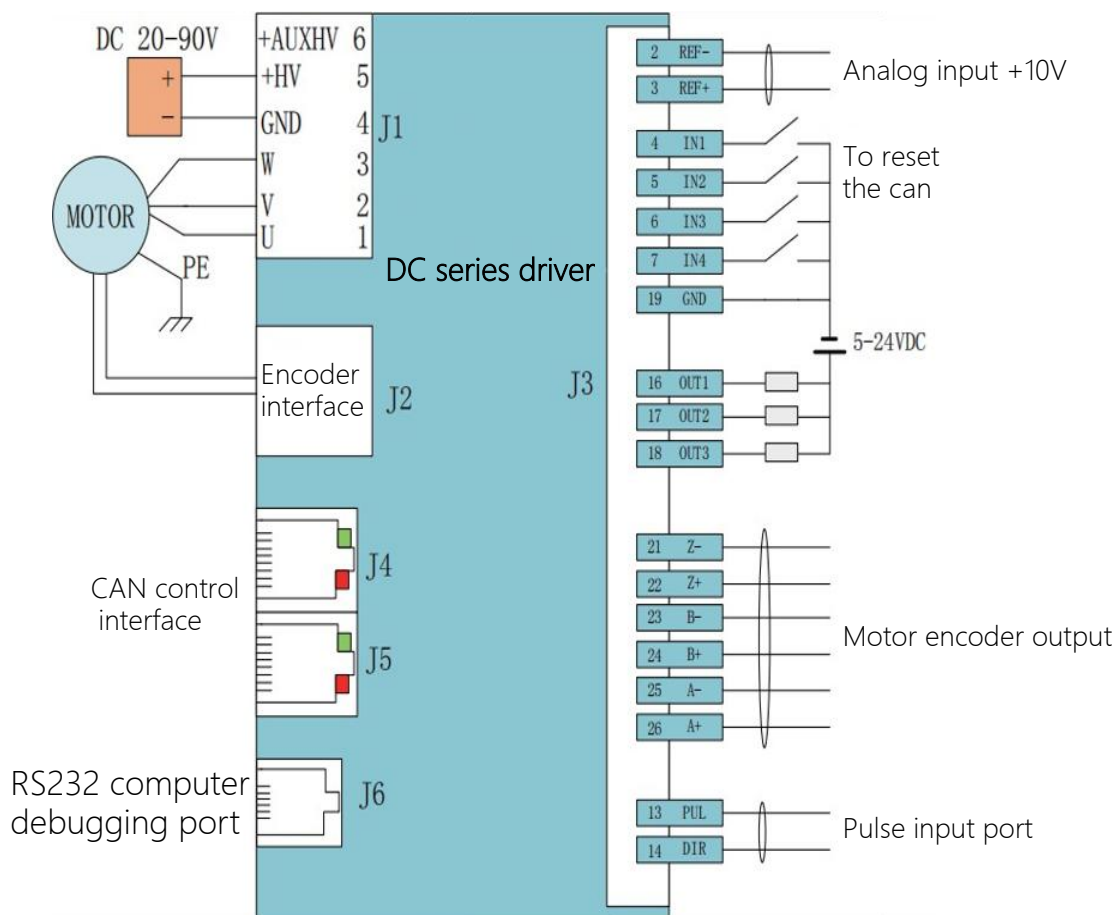 DC 20-90V
+
−
+AUXHV 6
+HV 5
GND 4
W 3
V 2
U 1
J1
MOTOR
PE
DC series driver
Encoder
interface
J2
J3
CAN control
interface
J4
J5
RS232 computer
debugging port
J6
2 REF-
3 REF+
Analog input +10V
4 IN1
5 IN2
6 IN3
7 IN4
19 GND
To reset
the can
5-24VDC
16 OUT1
17 OUT2
18 OUT3
21 Z-
22 Z+
23 B-
24 B+
25 A-
26 A+
Motor encoder output
13 PUL
14 DIR
Pulse input port